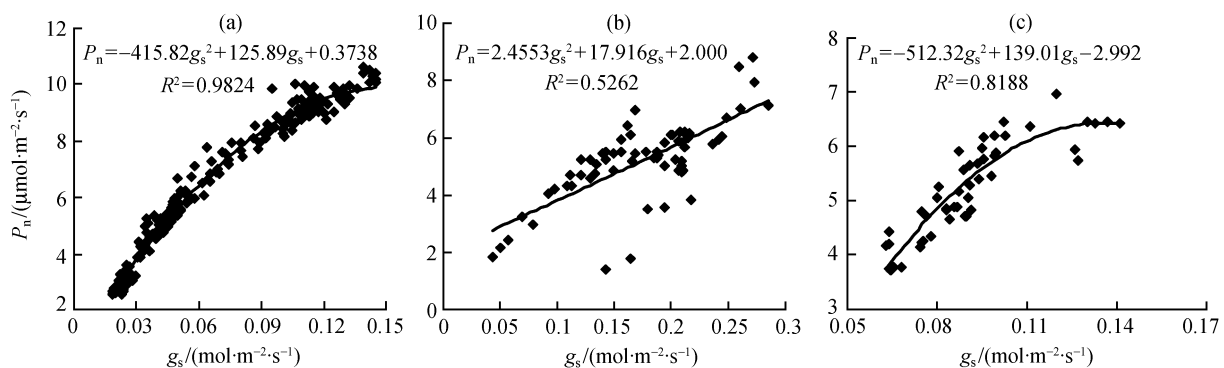 (a)
Pₙ=−415.82gₛ²+125.89gₛ+0.3738
R²=0.9824
12
10
8
6
4
2
0
0.03
0.06
0.09
0.12
0.15
Pₙ/(μmol·m⁻²·s⁻¹)
gₛ/(mol·m⁻²·s⁻¹)
(b)
Pₙ=2.4553gₛ²+17.916gₛ+2.000
R²=0.5262
10
8
6
4
2
0
0
0.05
0.1
0.15
0.2
0.25
0.3
gₛ/(mol·m⁻²·s⁻¹)
(c)
Pₙ=−512.32gₛ²+139.01gₛ−2.992
R²=0.8188
8
7
6
5
4
3
0.05
0.08
0.11
0.14
0.17
gₛ/(mol·m⁻²·s⁻¹)